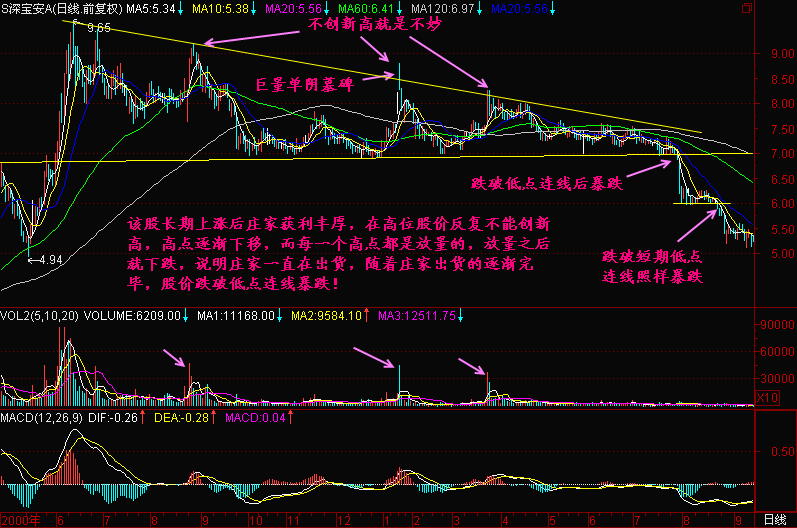 S深宝安A(日线,前复权) MA5:5.34↓ MA10:5.38↓ MA20:5.56↓ MA60:6.41↓ MA120:6.97↓ MA20:5.56↓
不创新高就是不妙
9.65
巨量单阴墓碑
9.00
8.50
8.00
7.50
7.00
6.50
6.00
5.50
5.00
跌破低点连线后暴跌
该股长期上涨后庄家获利丰厚，在高位股价反复不能创新
高，高点逐渐下移，而每一个高点都是放量的，放量之后
就下跌，说明庄家一直在出货，随着庄家出货的逐渐完
毕，股价跌破低点连线暴跌！
跌破短期低点
连线照样暴跌
4.94
VOL2(5,10,20) VOLUME:6209.00↓ MA1:11168.00↓ MA2:9584.10↑ MA3:12511.75↓
90000
60000
30000
X10
MACD(12,26,9) DIF:-0.26↑ DEA:-0.28↑ MACD:0.04↑
0.50
2000年 6 7 8 9 10 11 12 1 2 3 4 5 6 7 8 9 日线